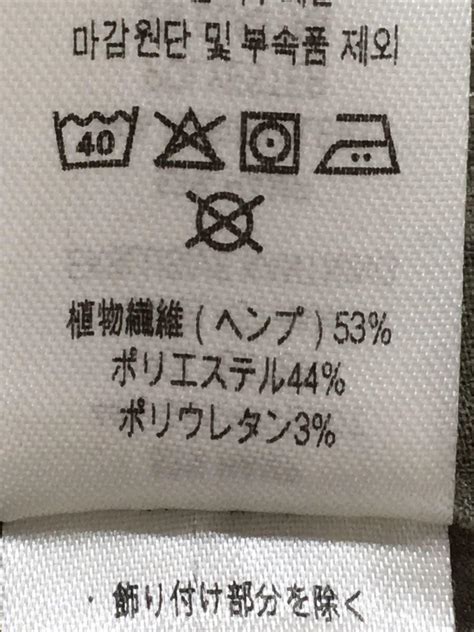 마감원단 및 부속품 제외
40
植物繊維 ( ヘンプ ) 53%
ポリエステル44%
ポリウレタン3%
・飾り付け部分を除く